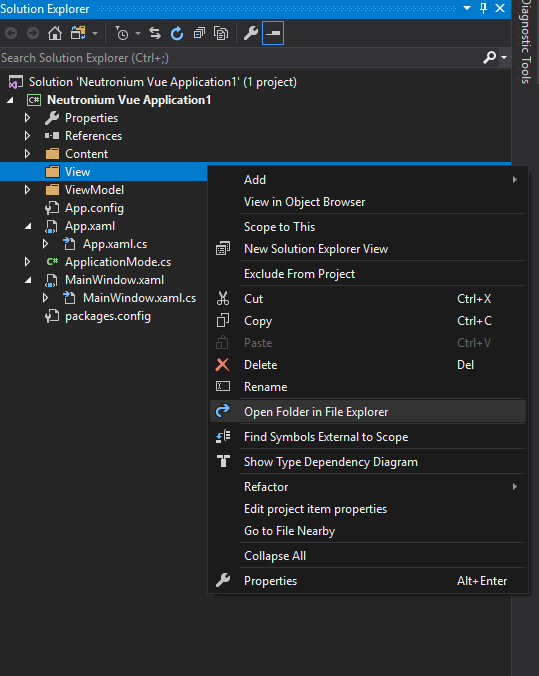 Solution Explorer
Search Solution Explorer (Ctrl+;)
Solution 'Neutronium Vue Application1' (1 project)
C# Neutronium Vue Application1
Properties
References
Content
View
ViewModel
App.config
App.xaml
App.xaml.cs
C# ApplicationMode.cs
MainWindow.xaml
MainWindow.xaml.cs
packages.config
Add
View in Object Browser
Scope to This
New Solution Explorer View
Exclude From Project
Cut Ctrl+X
Copy Ctrl+C
Paste Ctrl+V
Delete Del
Rename
Open Folder in File Explorer
Find Symbols External to Scope
Show Type Dependency Diagram
Refactor
Edit project item properties
Go to File Nearby
Collapse All
Properties Alt+Enter
Diagnostic Tools